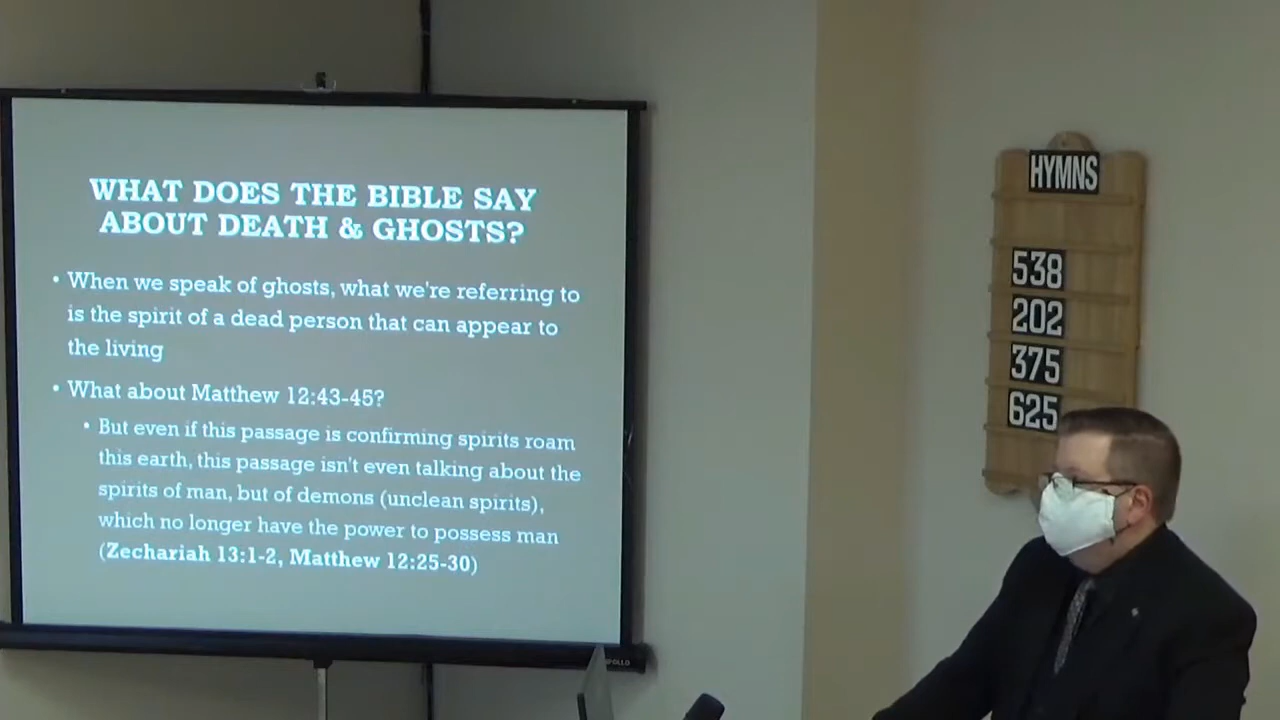 WHAT DOES THE BIBLE SAY
ABOUT DEATH & GHOSTS?
• When we speak of ghosts, what we're referring to
is the spirit of a dead person that can appear to
the living
• What about Matthew 12:43-45?
• But even if this passage is confirming spirits roam
this earth, this passage isn't even talking about the
spirits of man, but of demons (unclean spirits),
which no longer have the power to possess man
(Zechariah 13:1-2, Matthew 12:25-30)
HYMNS
538
202
375
625